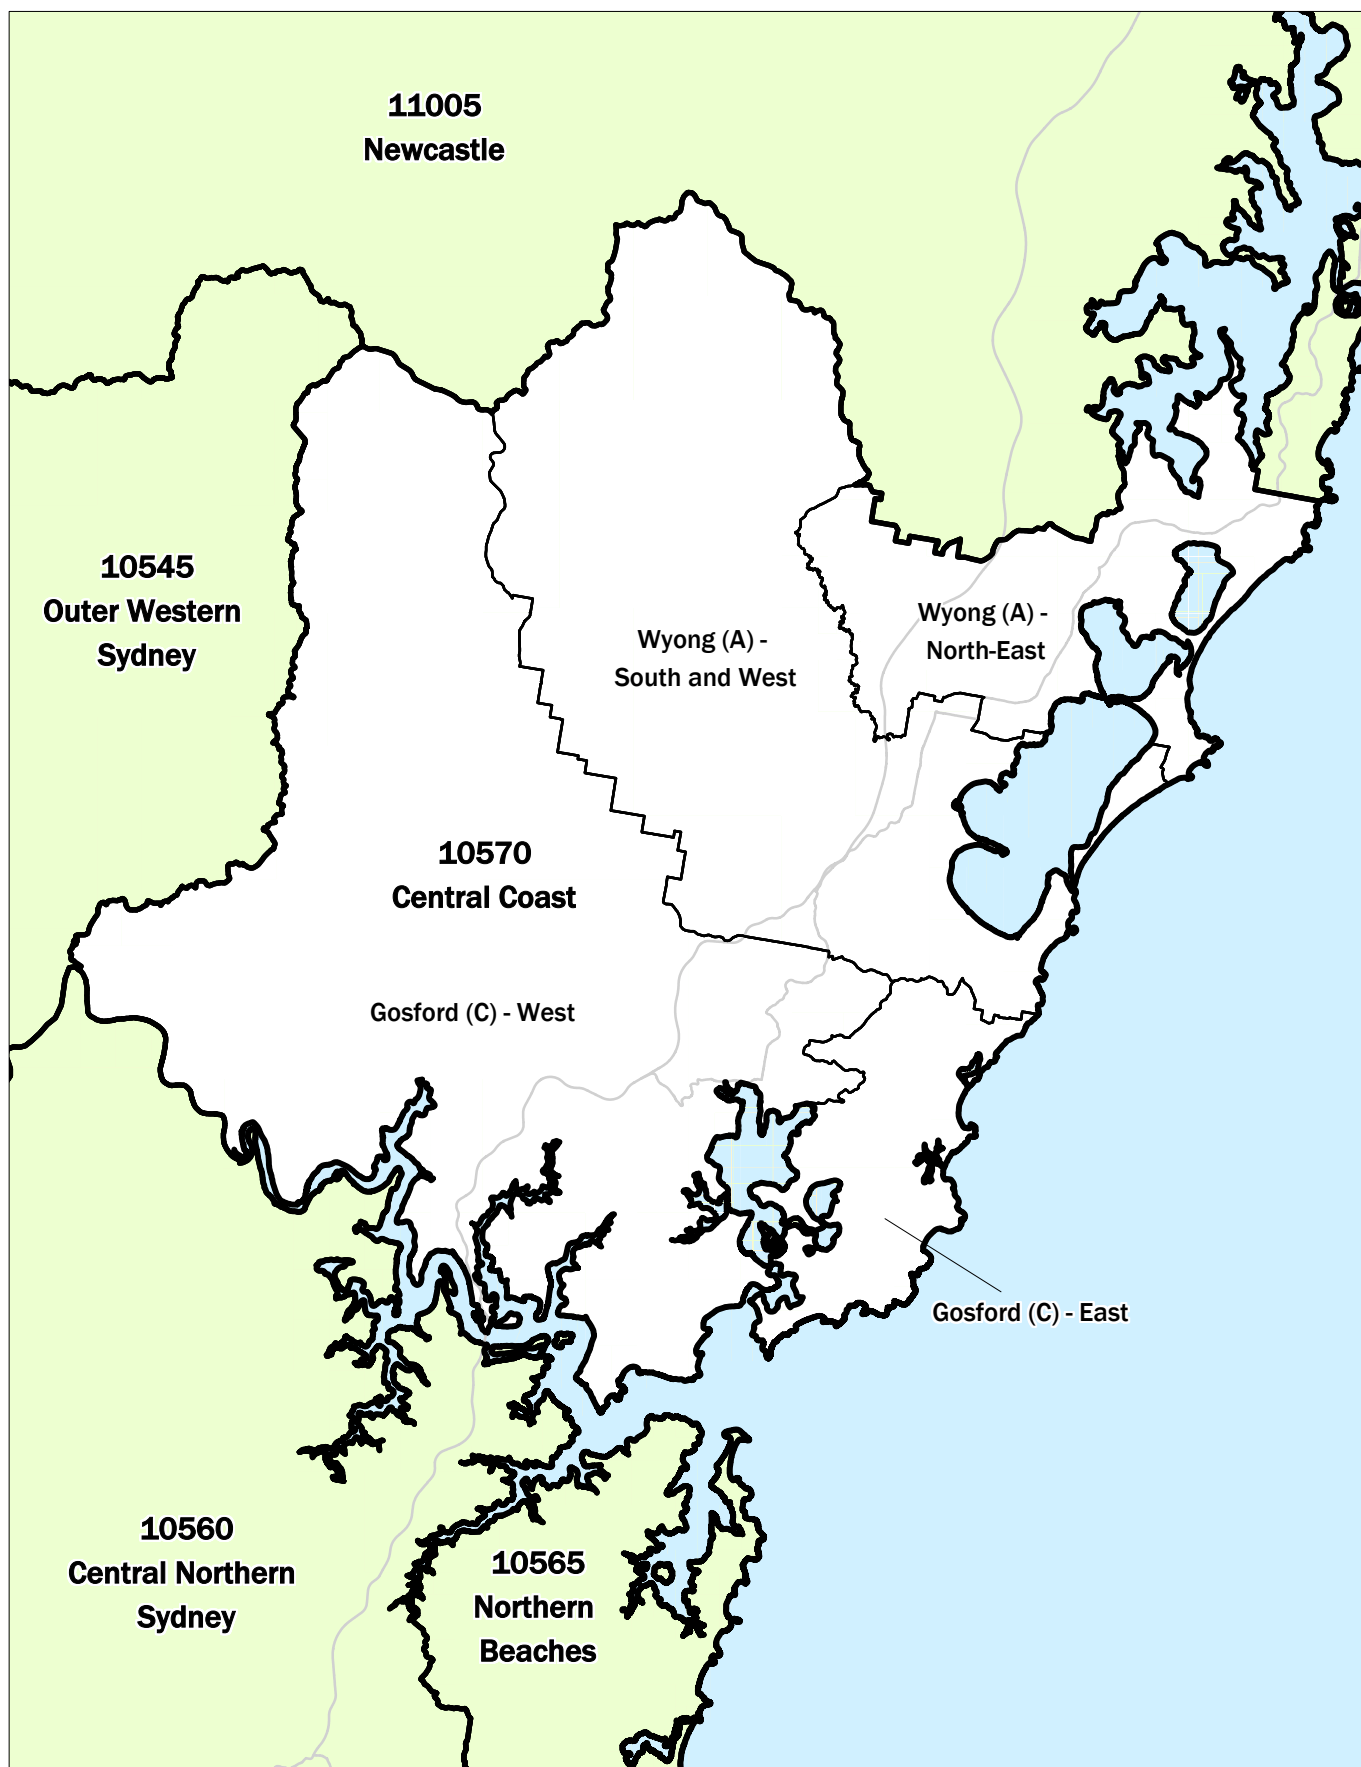 11005
Newcastle
10545
Outer Western
Sydney
Wyong (A) -
South and West
Wyong (A) -
North-East
10570
Central Coast
Gosford (C) - West
Gosford (C) - East
10560
Central Northern
Sydney
10565
Northern
Beaches